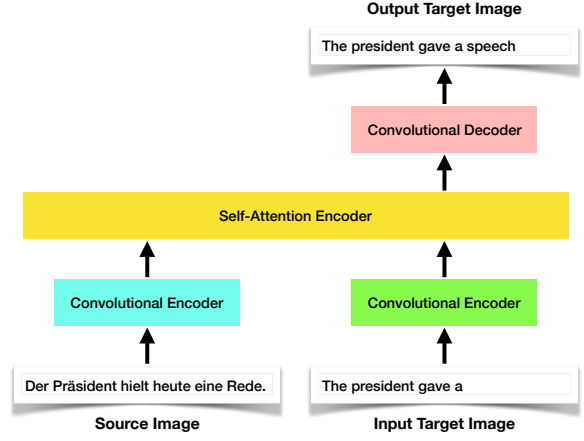 Output Target Image
The president gave a speech
Convolutional Decoder
Self-Attention Encoder
Convolutional Encoder
Convolutional Encoder
Der Präsident hielt heute eine Rede.
The president gave a
Source Image
Input Target Image